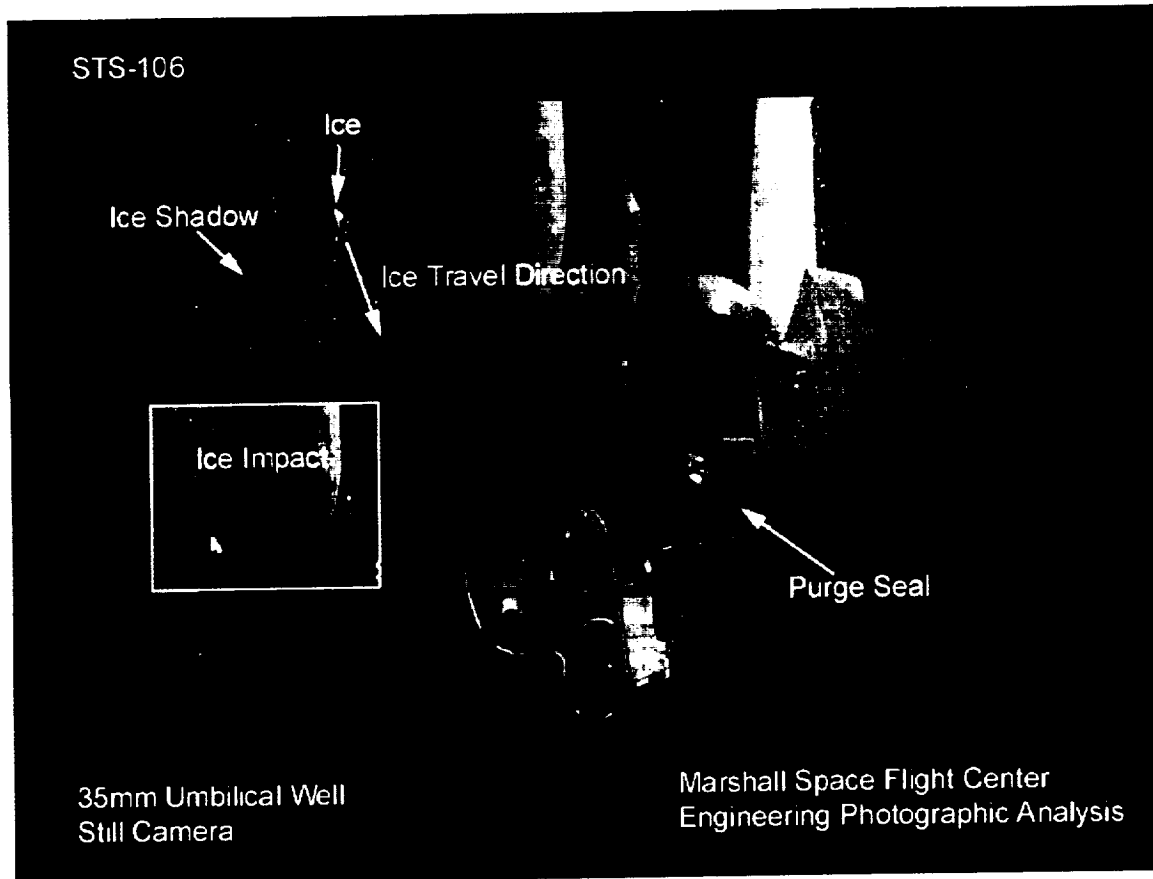 STS-106
Ice
Ice Shadow
Ice Travel Direction
Ice Impact
Purge Seal
35mm Umbilical Well
Still Camera
Marshall Space Flight Center
Engineering Photographic Analysis